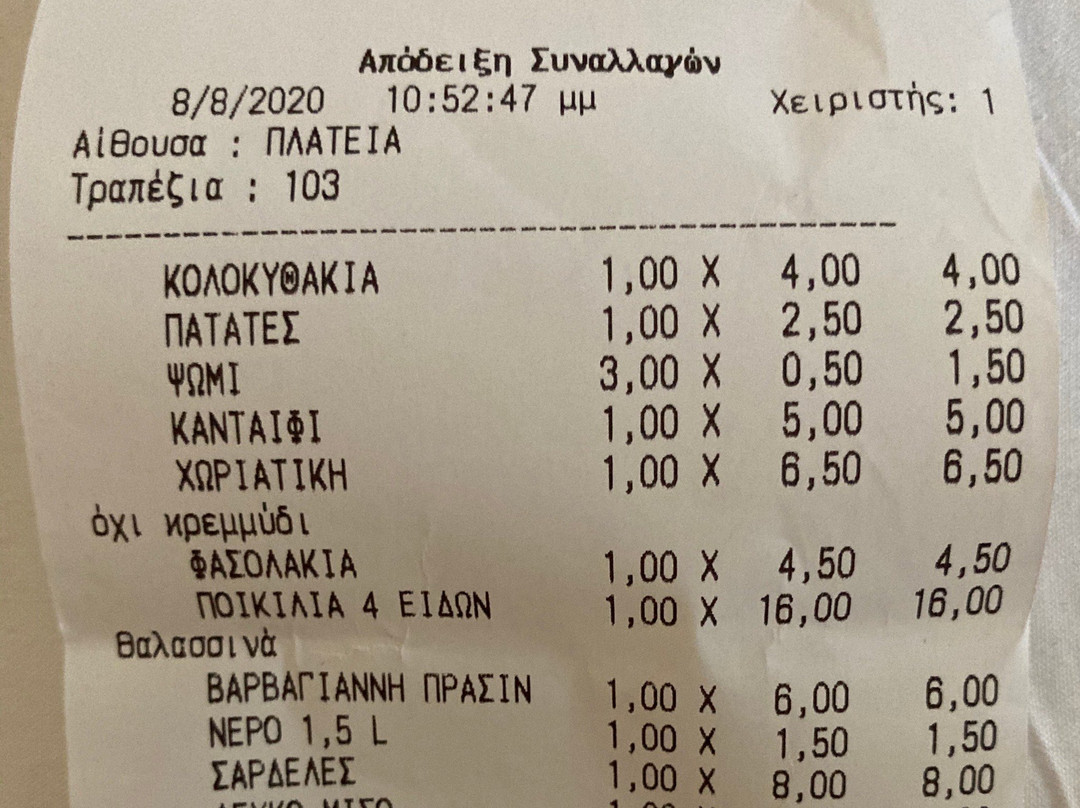 Απόδειξη Συναλλαγών
8/8/2020 10:52:47 μμ Χειριστής: 1
Αίθουσα : ΠΛΑΤΕΙΑ
Τραπέζια : 103
ΚΟΛΟΚΥΘΑΚΙΑ 1,00 X 4,00 4,00
ΠΑΤΑΤΕΣ 1,00 X 2,50 2,50
ΨΩΜΙ 3,00 X 0,50 1,50
ΚΑΝΤΑΙΦΙ 1,00 X 5,00 5,00
ΧΩΡΙΑΤΙΚΗ 1,00 X 6,50 6,50
όχι κρεμμύδι
ΦΑΣΟΛΑΚΙΑ 1,00 X 4,50 4,50
ΠΟΙΚΙΛΙΑ 4 ΕΙΔΩΝ 1,00 X 16,00 16,00
θαλασσινά
ΒΑΡΒΑΓΙΑΝΝΗ ΠΡΑΣΙΝ 1,00 X 6,00 6,00
ΝΕΡΟ 1,5 L 1,00 X 1,50 1,50
ΣΑΡΔΕΛΕΣ 1,00 X 8,00 8,00